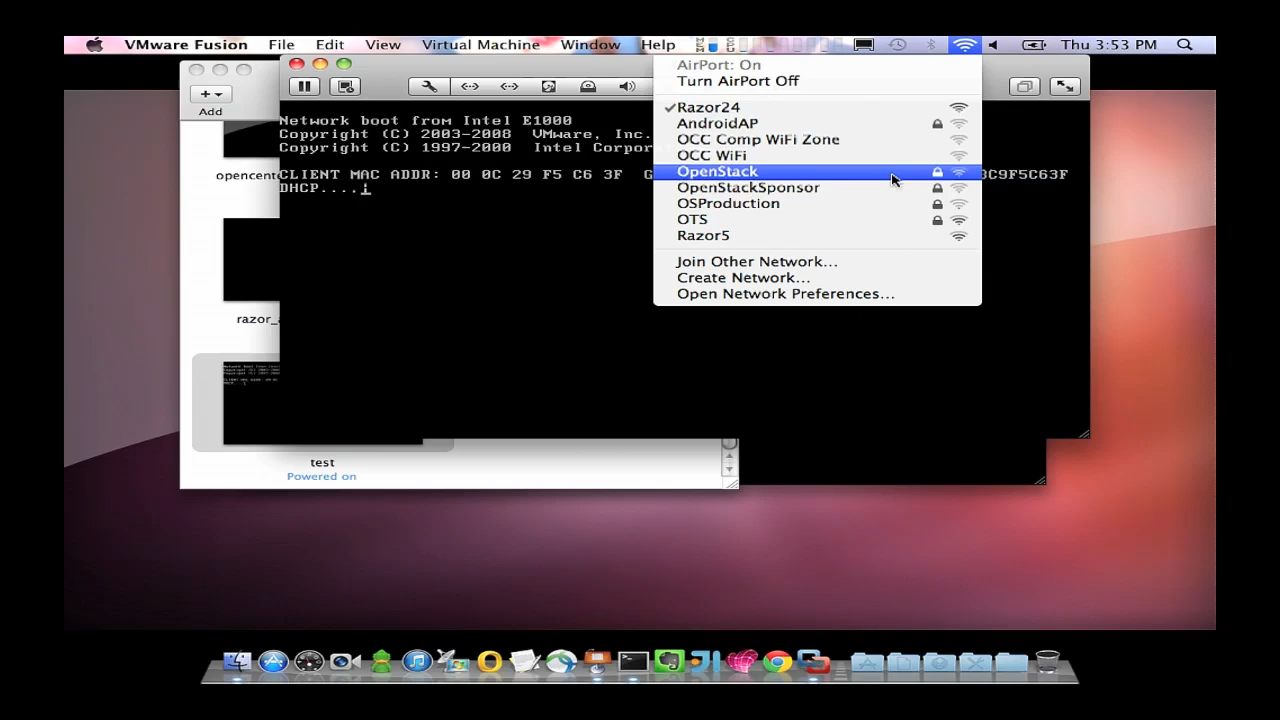 VMware Fusion File Edit View Virtual Machine Window Help Thu 3:53 PM
Add
Network boot from Intel E1000
Copyright (C) 2003-2008 VMware, Inc.
Copyright (C) 1997-2000 Intel Corpor
CLIENT MAC ADDR: 00 0C 29 F5 C6 3F G 3C9F5C63F
DHCP....
AirPort: On
Turn AirPort Off
Razor24
AndroidAP
OCC Comp WiFi Zone
OCC WiFi
OpenStack
OpenStackSponsor
OSProduction
OTS
Razor5
Join Other Network...
Create Network...
Open Network Preferences...
opencente
razor_
test
Powered on